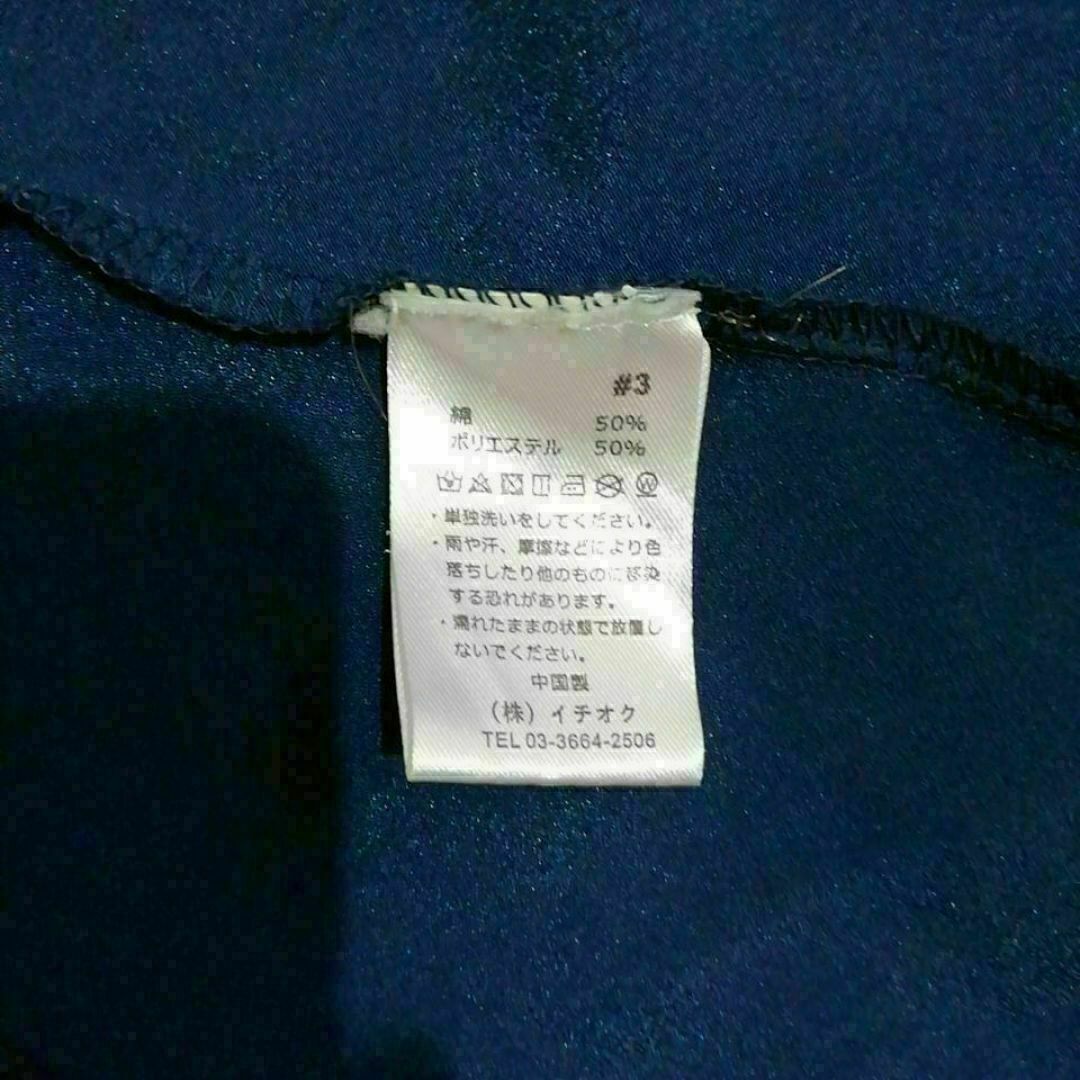 #3
綿 50%
ポリエステル 50%
・単独洗いをしてください。
・雨や汗、摩擦などにより色
落ちしたり他のものに移染
する恐れがあります。
・濡れたままの状態で放置し
ないでください。
中国製
(株) イチオク
TEL 03-3664-2506